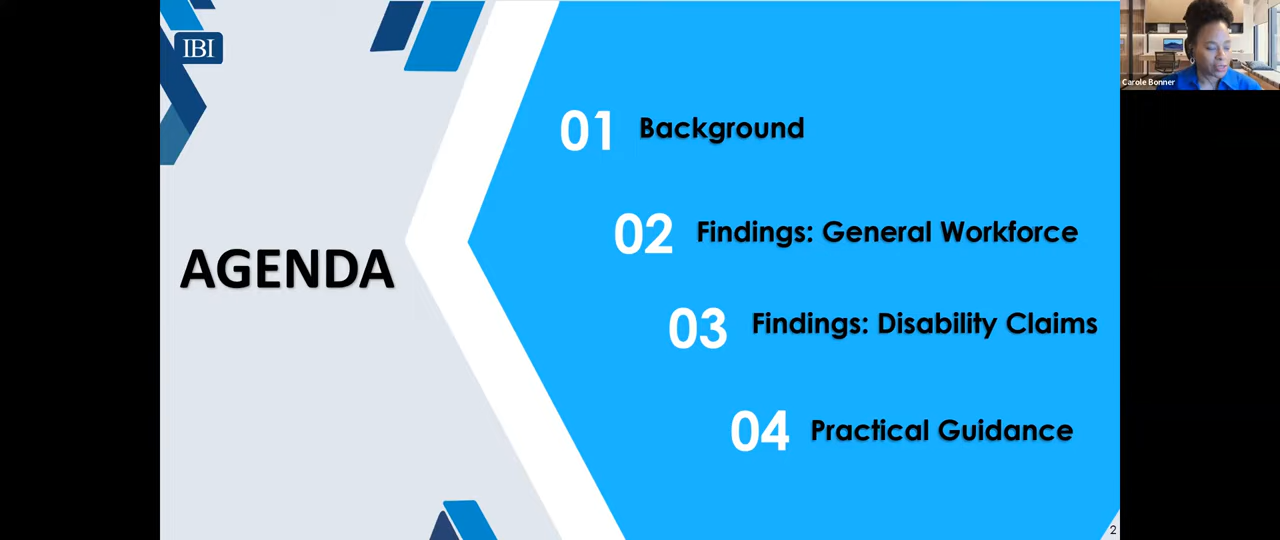 IBI
Carole Bonner
01 Background
02 Findings: General Workforce
AGENDA
03 Findings: Disability Claims
04 Practical Guidance
2